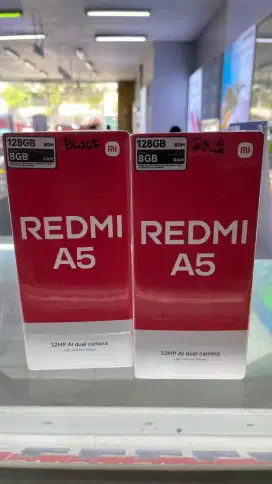 128GB ROM
8GB RAM
BLACK
mi
REDMI
A5
32MP AI dual camera
128GB ROM
8GB RAM
mi
REDMI
A5
32MP AI dual camera